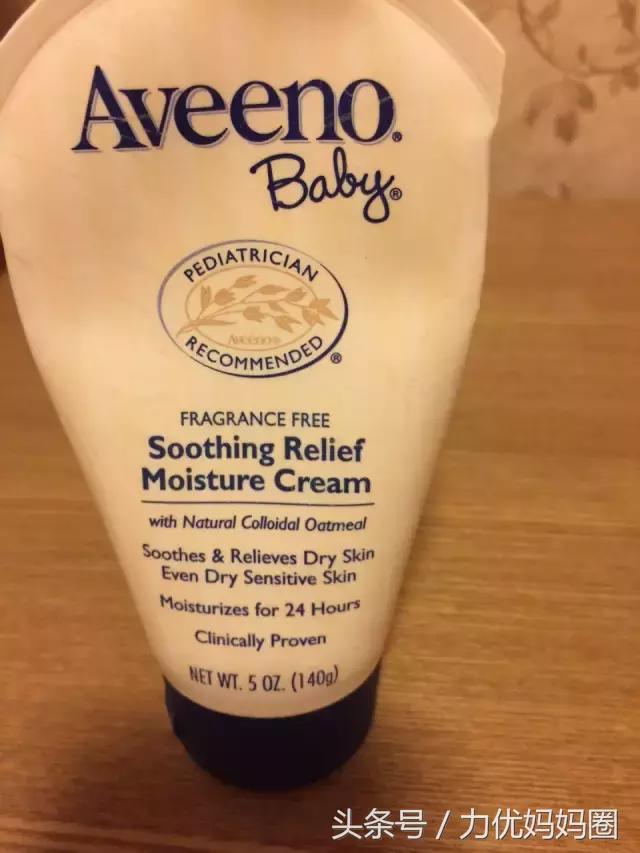 Aveeno®
Baby®
PEDIATRICIAN
Aveeno®
RECOMMENDED®
FRAGRANCE FREE
Soothing Relief
Moisture Cream
with Natural Colloidal Oatmeal
Soothes & Relieves Dry Skin
Even Dry Sensitive Skin
Moisturizes for 24 Hours
Clinically Proven
NET WT. 5 OZ. (140g)
头条号 / 力优妈妈圈